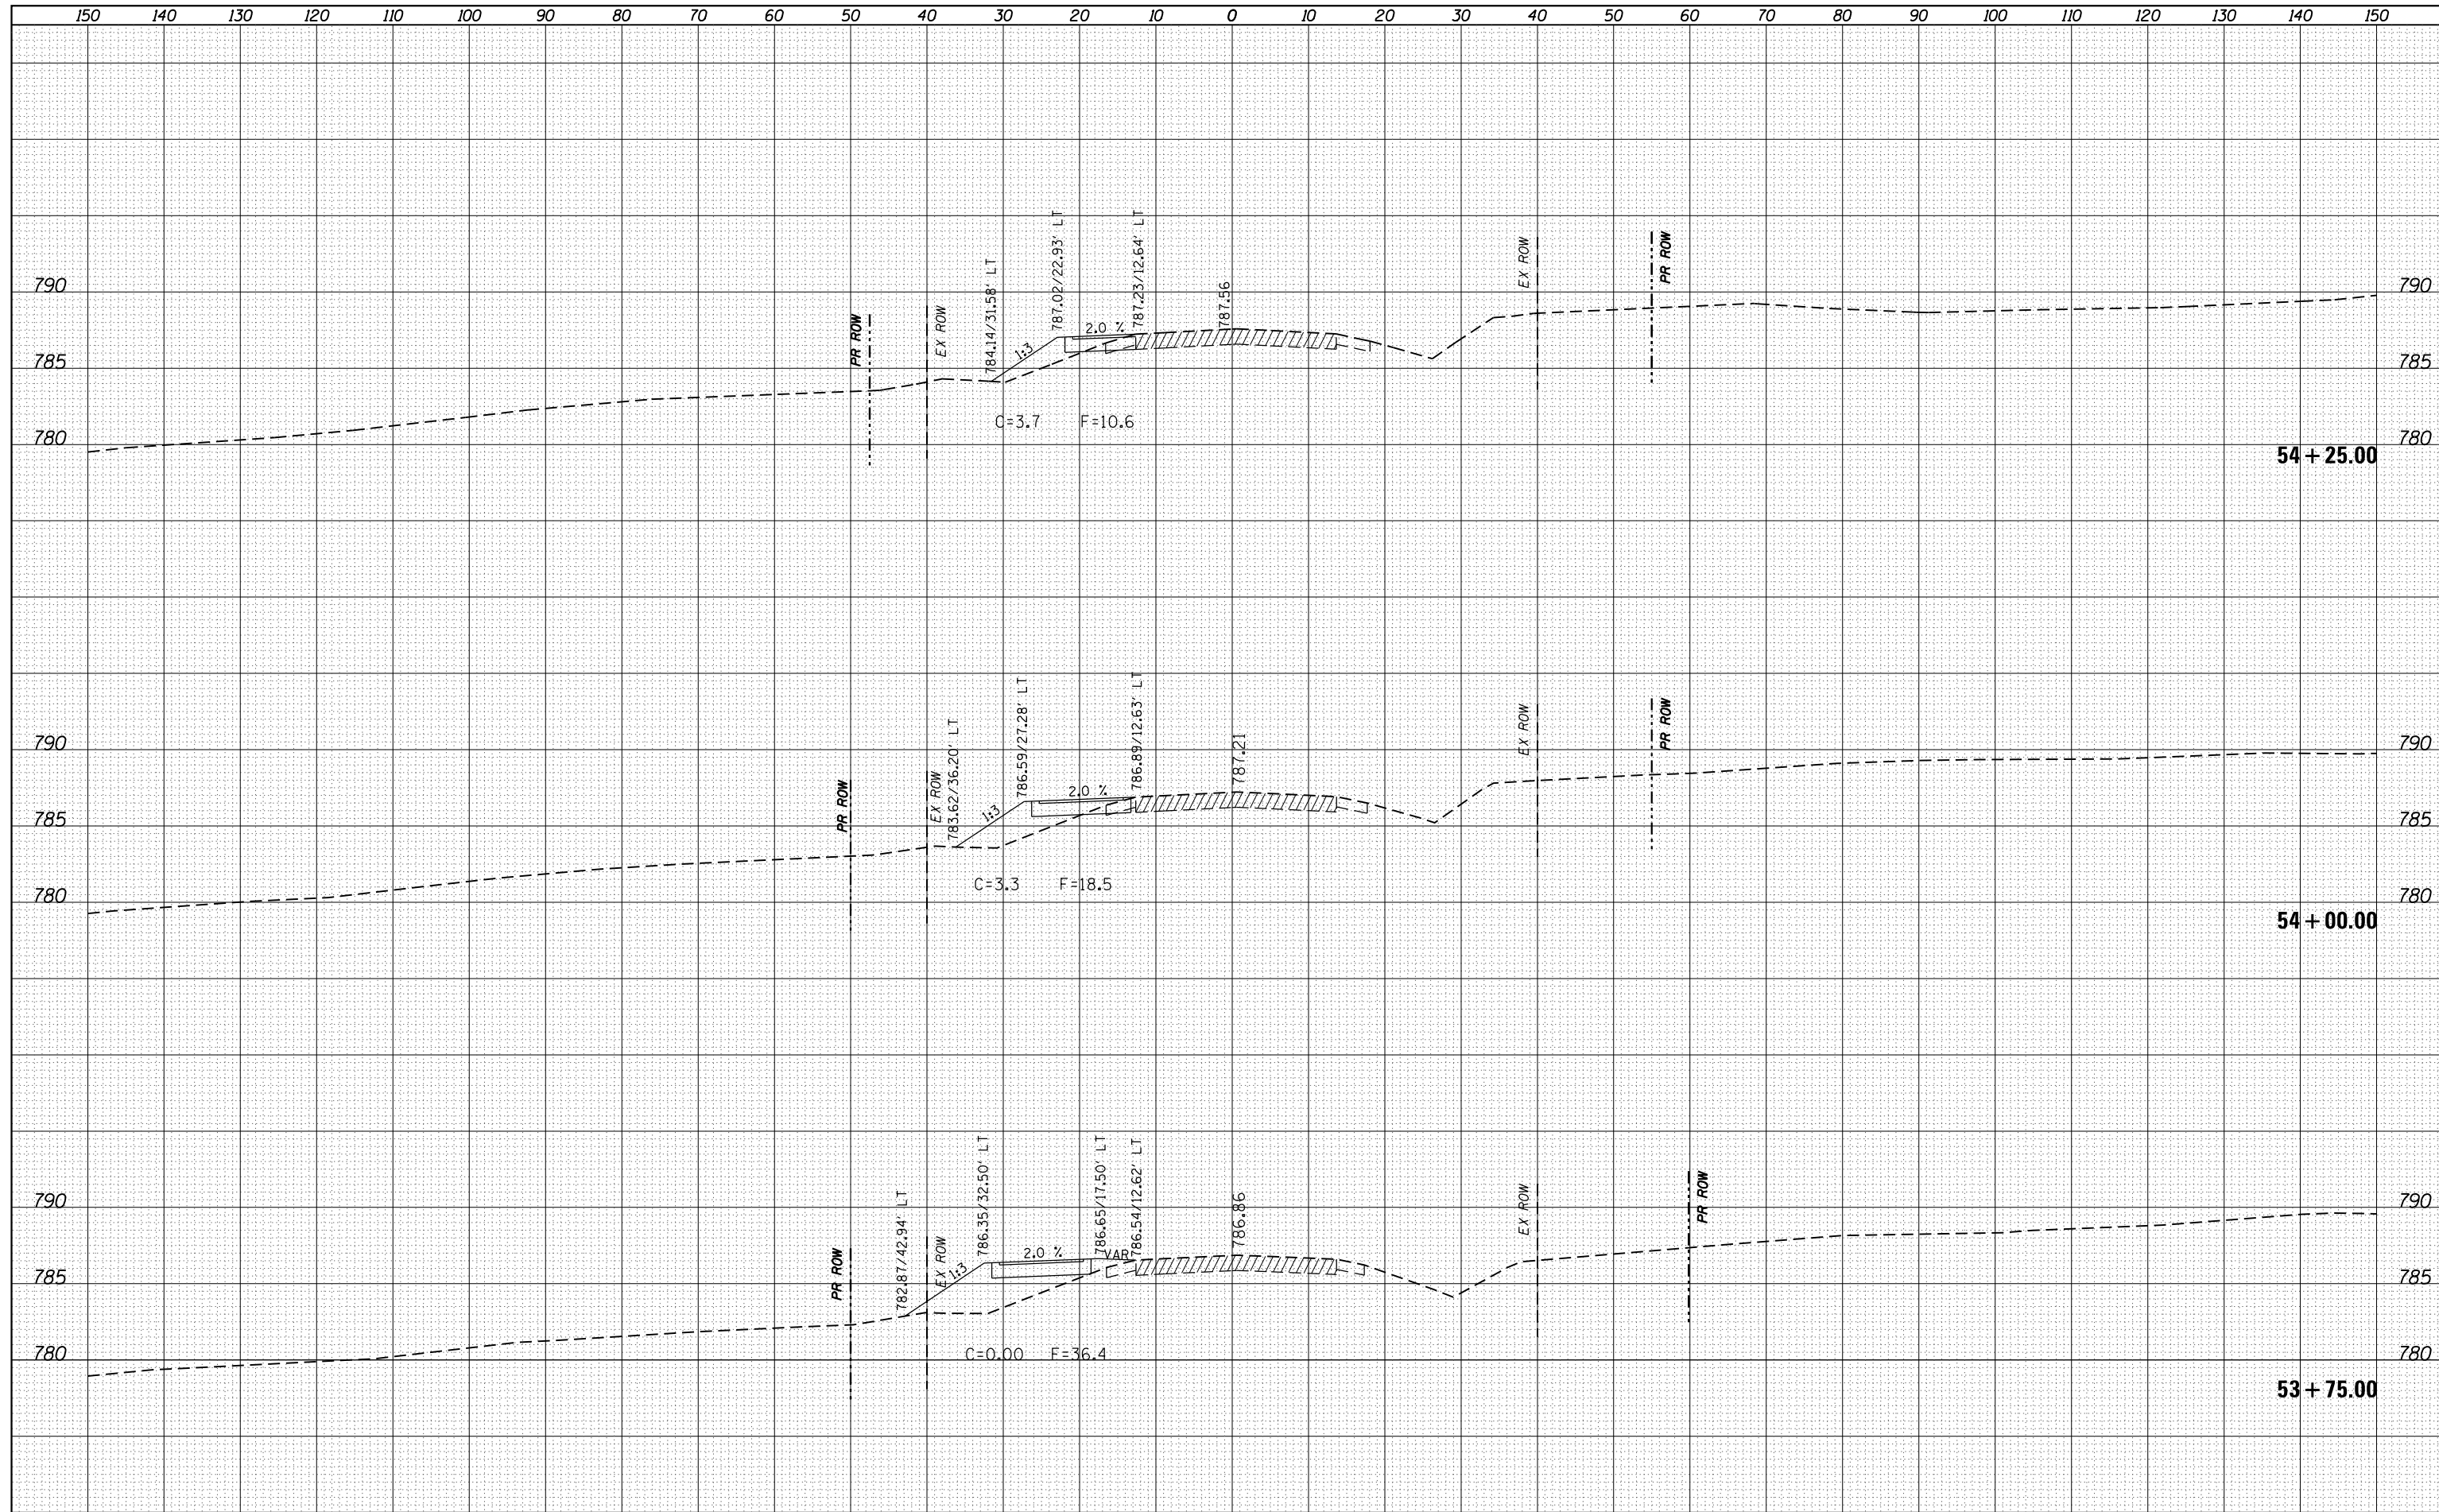 150 140 130 120 110 100 90 80 70 60 50 40 30 20 10 0 10 20 30 40 50 60 70 80 90 100 110 120 130 140 150
790
785
780
PR ROW
EX ROW
784.14/31.58' LT
787.02/22.93' LT
787.23/12.64' LT
787.56
1:3
2.0 %
C=3.7 F=10.6
EX ROW
PR ROW
790
785
780
54+25.00
790
785
780
PR ROW
EX ROW
783.62/36.20' LT
786.59/27.28' LT
786.89/12.63' LT
787.21
1:3
2.0 %
C=3.3 F=18.5
EX ROW
PR ROW
790
785
780
54+00.00
790
785
780
PR ROW
782.87/42.94' LT
EX ROW
786.35/32.50' LT
786.65/17.50' LT
786.54/12.62' LT
786.86
1:3
2.0 %
VAR
C=0.00 F=36.4
EX ROW
PR ROW
790
785
780
53+75.00